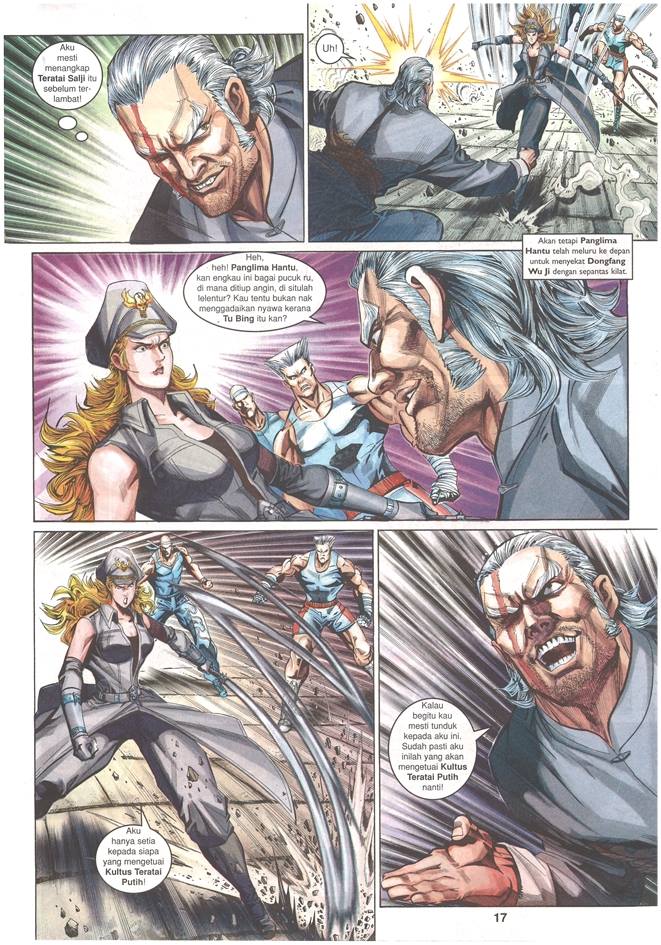 Aku
mesti
menangkap
Teratai Salji itu
sebelum ter-
lambat!
Uh!
Akan tetapi Panglima
Hantu telah meluru ke depan
untuk menyekat Dongfang
Wu Ji dengan sepantas kilat.
Heh,
heh! Panglima Hantu,
kan engkau ini bagai pucuk ru,
di mana ditiup angin, di situlah
lelentur? Kau tentu bukan nak
menggadaikan nyawa kerana
Tu Bing itu kan?
Aku
hanya setia
kepada siapa
yang mengetuai
Kultus Teratai
Putih!
Kalau
begitu kau
mesti tunduk
kepada aku ini.
Sudah pasti aku
inilah yang akan
mengetuai Kultus
Teratai Putih
nanti!
17